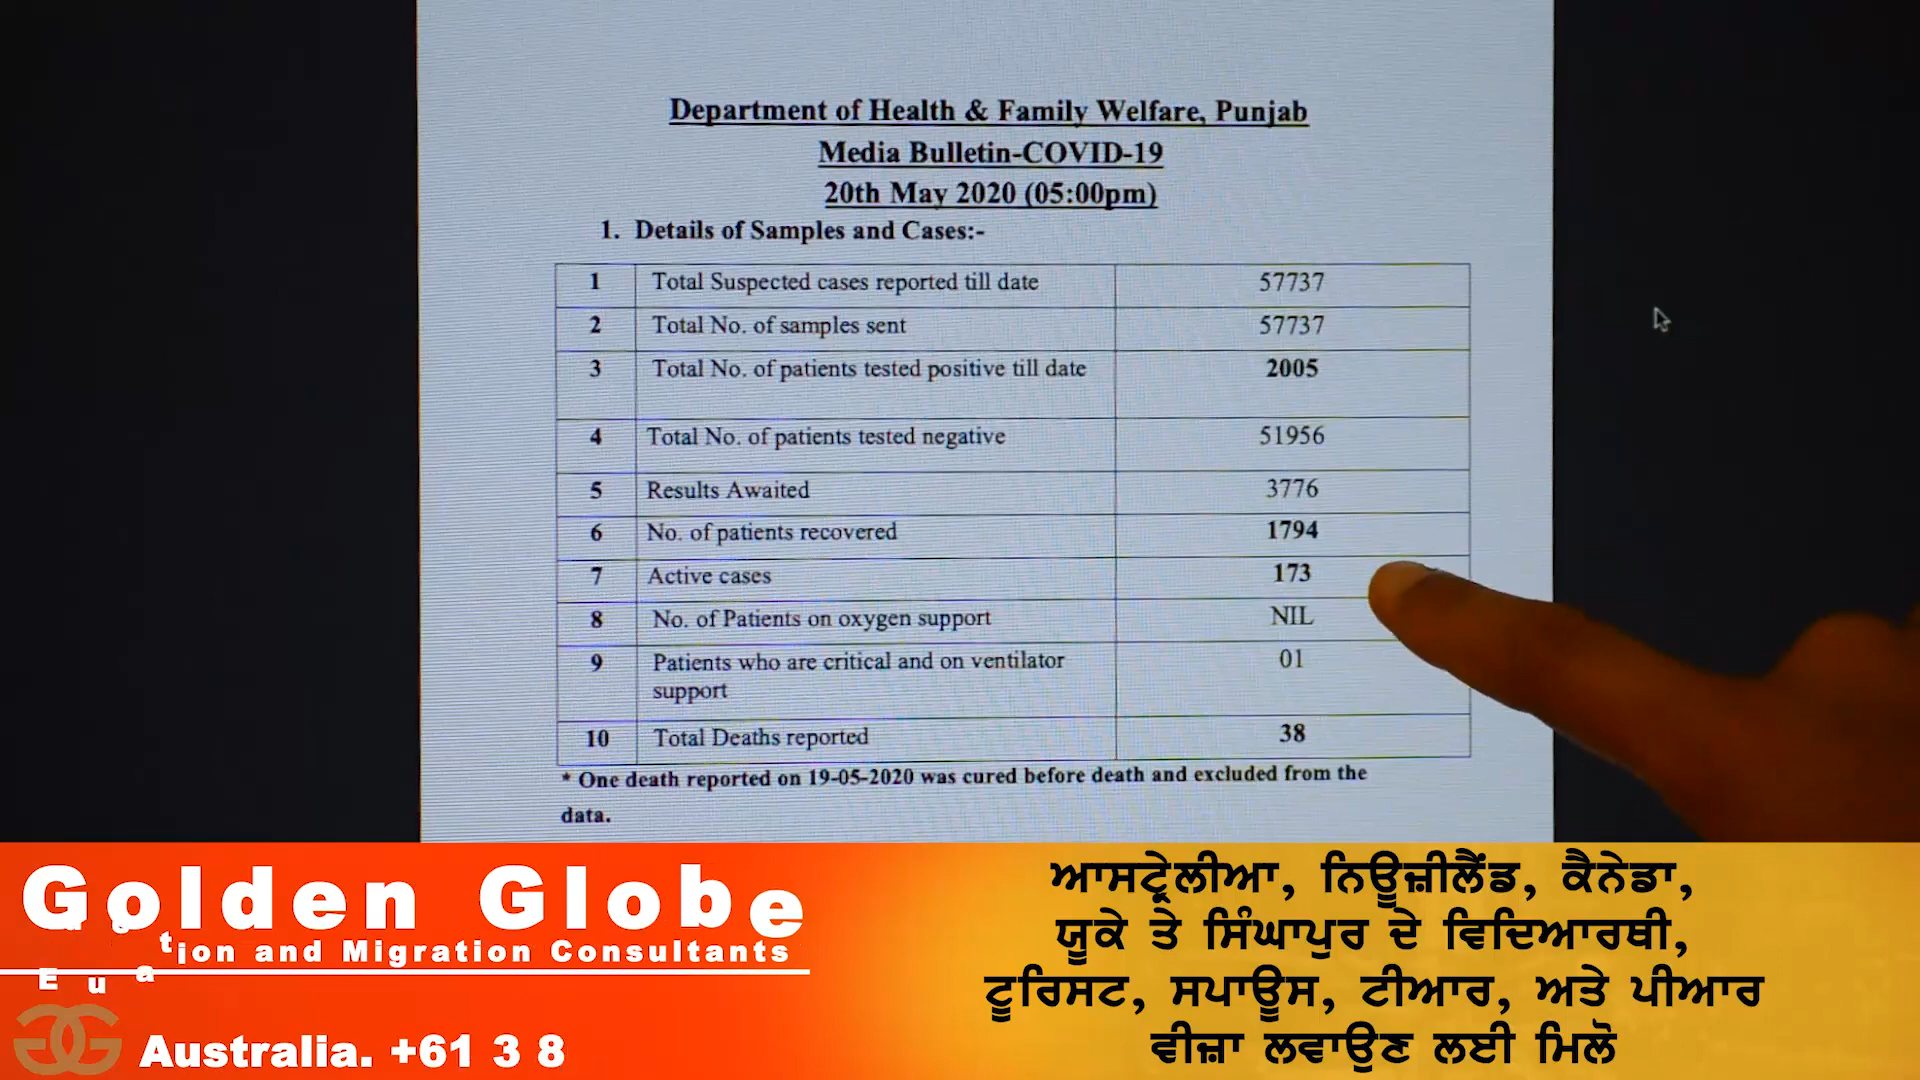 Department of Health & Family Welfare, Punjab
Media Bulletin-COVID-19
20th May 2020 (05:00pm)
1. Details of Samples and Cases:-
1 Total Suspected cases reported till date 57737
2 Total No. of samples sent 57737
3 Total No. of patients tested positive till date 2005
4 Total No. of patients tested negative 51956
5 Results Awaited 3776
6 No. of patients recovered 1794
7 Active cases 173
8 No. of Patients on oxygen support NIL
9 Patients who are critical and on ventilator
support 01
10 Total Deaths reported 38
* One death reported on 19-05-2020 was cured before death and excluded from the
data.
Golden Globe
and Migration Consultants
Australia. +61 3 8
ਆਸਟ੍ਰੇਲੀਆ, ਨਿਊਜ਼ੀਲੈਂਡ, ਕੈਨੇਡਾ,
ਯੂਕੇ ਤੇ ਸਿੰਘਾਪੁਰ ਦੇ ਵਿਦਿਆਰਥੀ,
ਟੂਰਿਸਟ, ਸਪਾਊਸ, ਟੀਆਰ, ਅਤੇ ਪੀਆਰ
ਵੀਜ਼ਾ ਲਵਾਉਣ ਲਈ ਮਿਲੋ